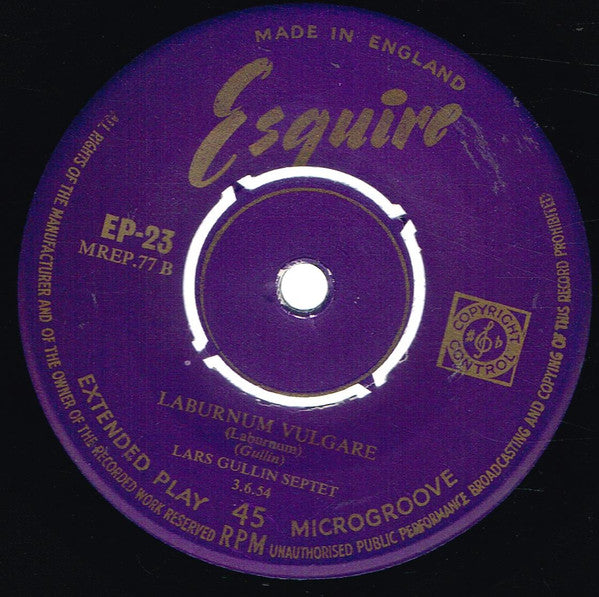 MADE IN ENGLAND
Esquire
EP-23
MREP.77 B
COPYRIGHT
CONTROL
LABURNUM VULGARE
(Laburnum)
(Gullin)
LARS GULLIN SEPTET
3.6.54
EXTENDED PLAY 45 MICROGROOVE
RPM
ALL RIGHTS OF THE MANUFACTURER AND OF THE OWNER OF THE RECORDED WORK RESERVED
UNAUTHORISED PUBLIC PERFORMANCE BROADCASTING AND COPYING OF THIS RECORD PROHIBITED